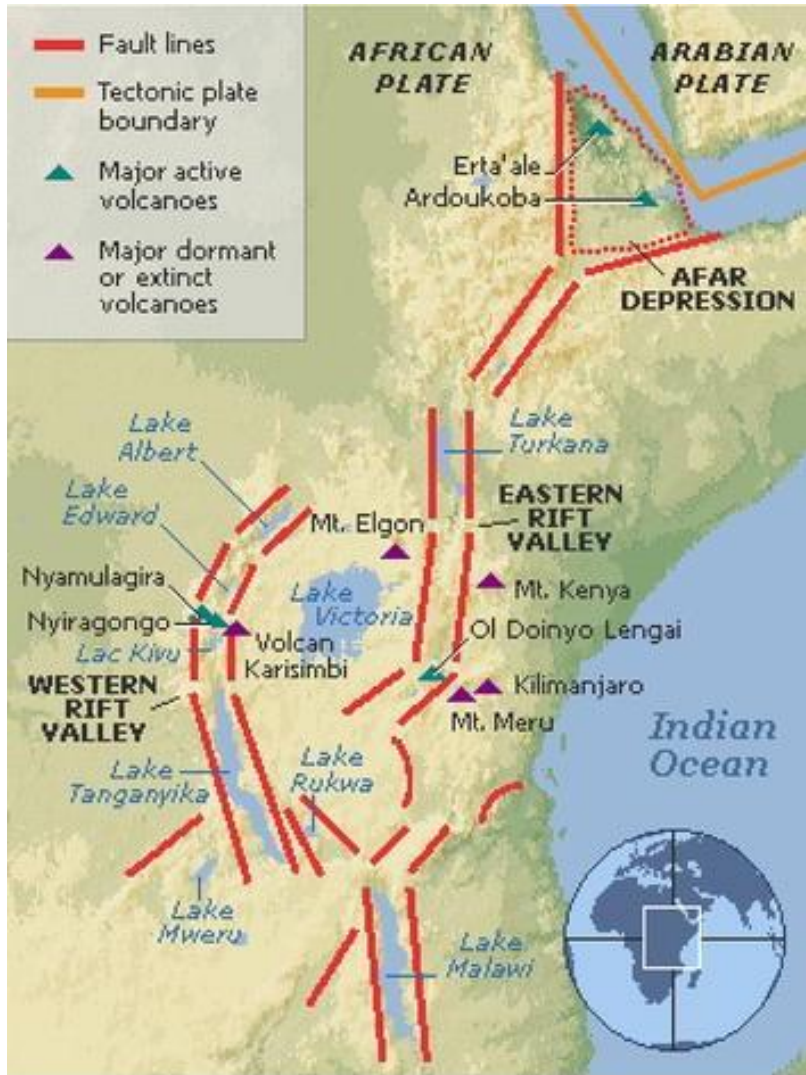 Fault lines
Tectonic plate
boundary
Major active
volcanoes
Major dormant
or extinct
volcanoes
AFRICAN
PLATE
ARABIAN
PLATE
Erta'ale
Ardoukoba
AFAR
DEPRESSION
Lake
Turkana
Lake
Albert
Lake
Edward
EASTERN
RIFT
VALLEY
Mt. Elgon
Nyamulagira
Mt. Kenya
Lake
Victoria
Nyiragongo
Ol Doinyo Lengai
Lac Kivu
Volcan
Karisimbi
WESTERN
RIFT
VALLEY
Kilimanjaro
Mt. Meru
Indian
Ocean
Lake
Tanganyika
Lake
Rukwa
Lake
Mweru
Lake
Malawi